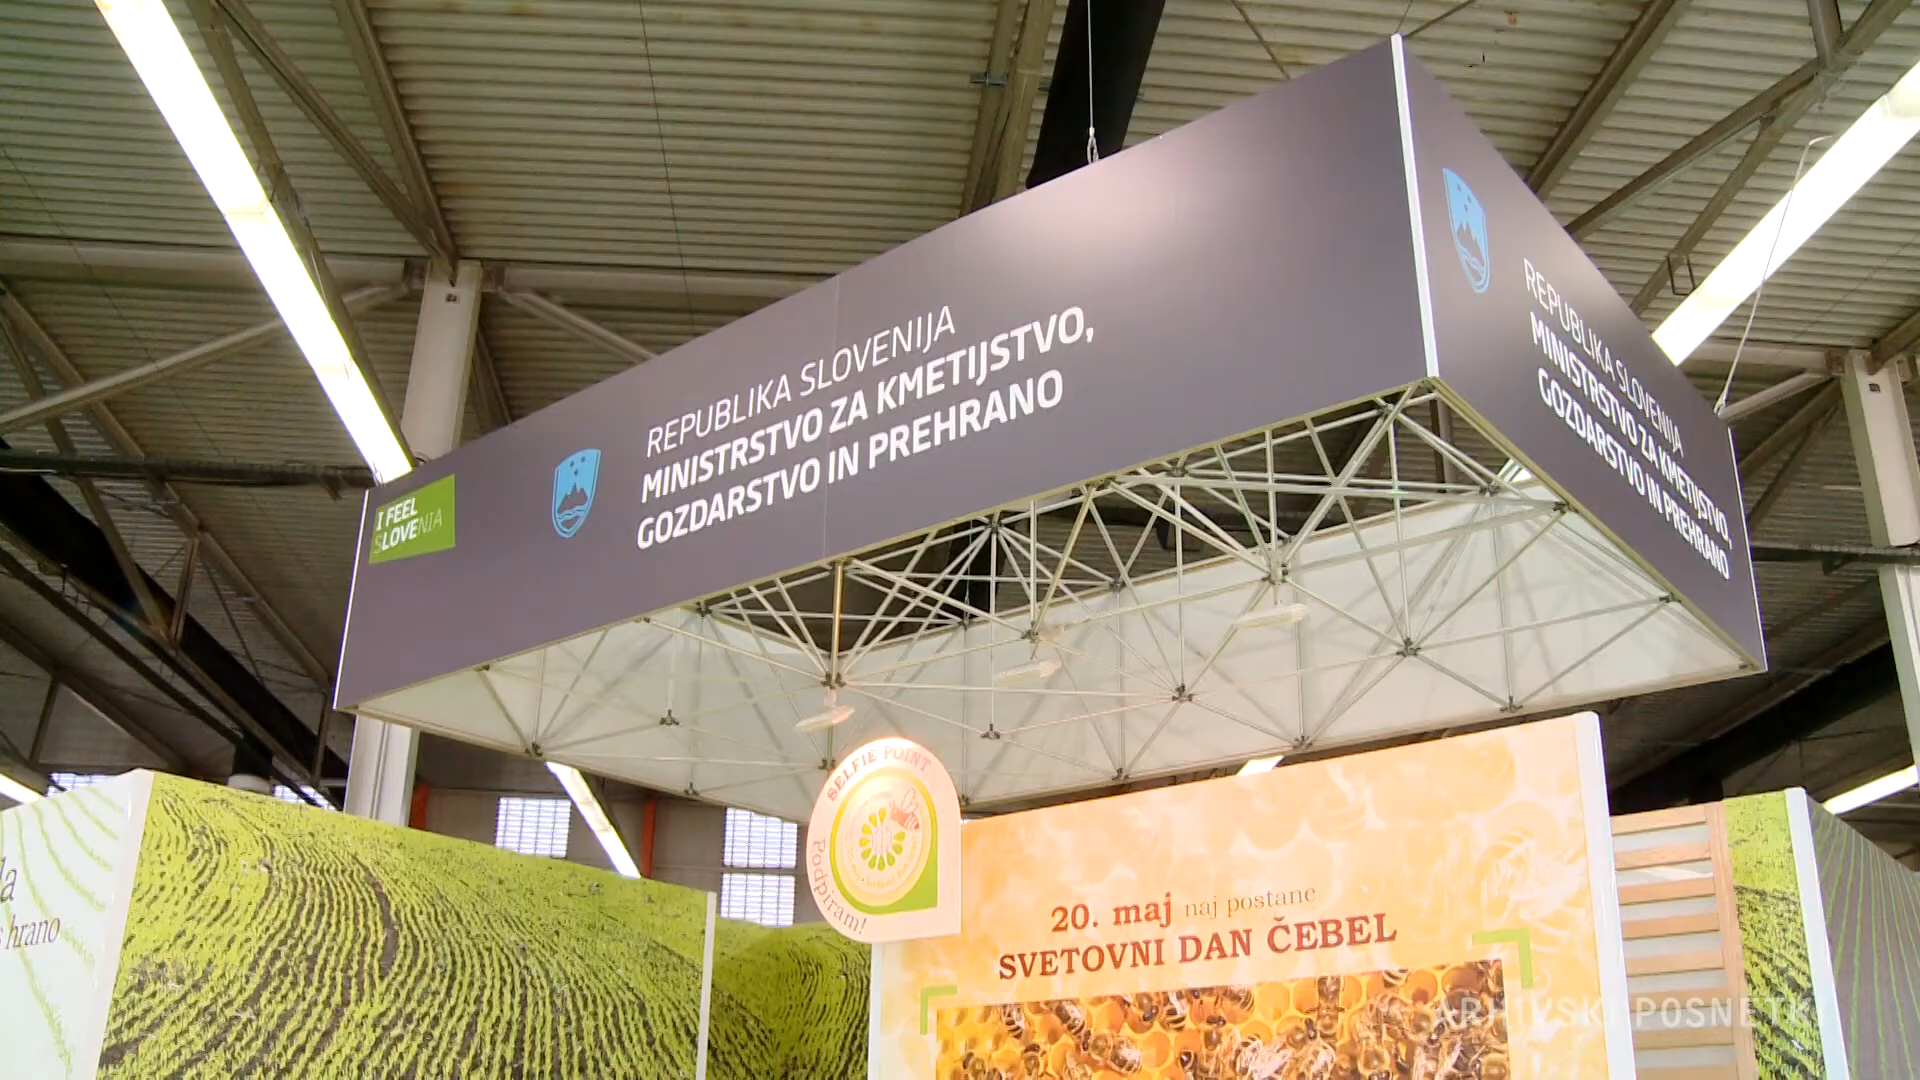 REPUBLIKA SLOVENIJA
MINISTRSTVO ZA KMETIJSTVO,
GOZDARSTVO IN PREHRANO
REPUBLIKA SLOVENIJA
MINISTRSTVO ZA KMETIJSTVO,
GOZDARSTVO IN PREHRANO
I FEEL
SLOVENIA
SELFIE POINT
Podpiram!
hrano
20. maj naj postane
SVETOVNI DAN ČEBEL
ARHIVSKI POSNETKI